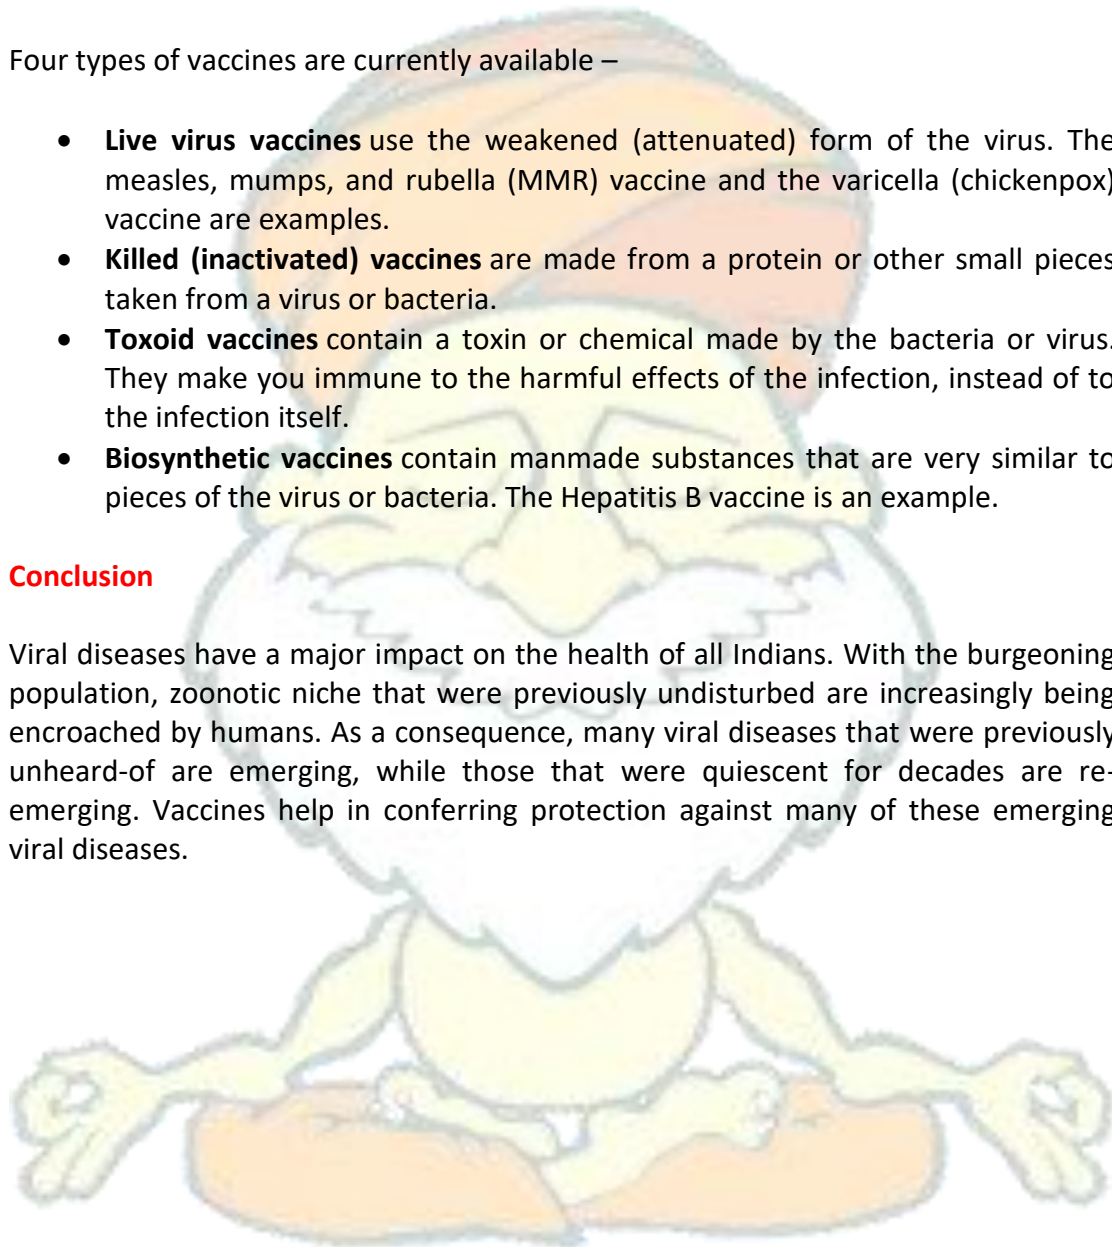 Four types of vaccines are currently available –
• Live virus vaccines use the weakened (attenuated) form of the virus. The
measles, mumps, and rubella (MMR) vaccine and the varicella (chickenpox)
vaccine are examples.
• Killed (inactivated) vaccines are made from a protein or other small pieces
taken from a virus or bacteria.
• Toxoid vaccines contain a toxin or chemical made by the bacteria or virus.
They make you immune to the harmful effects of the infection, instead of to
the infection itself.
• Biosynthetic vaccines contain manmade substances that are very similar to
pieces of the virus or bacteria. The Hepatitis B vaccine is an example.
Conclusion
Viral diseases have a major impact on the health of all Indians. With the burgeoning
population, zoonotic niche that were previously undisturbed are increasingly being
encroached by humans. As a consequence, many viral diseases that were previously
unheard-of are emerging, while those that were quiescent for decades are re-
emerging. Vaccines help in conferring protection against many of these emerging
viral diseases.